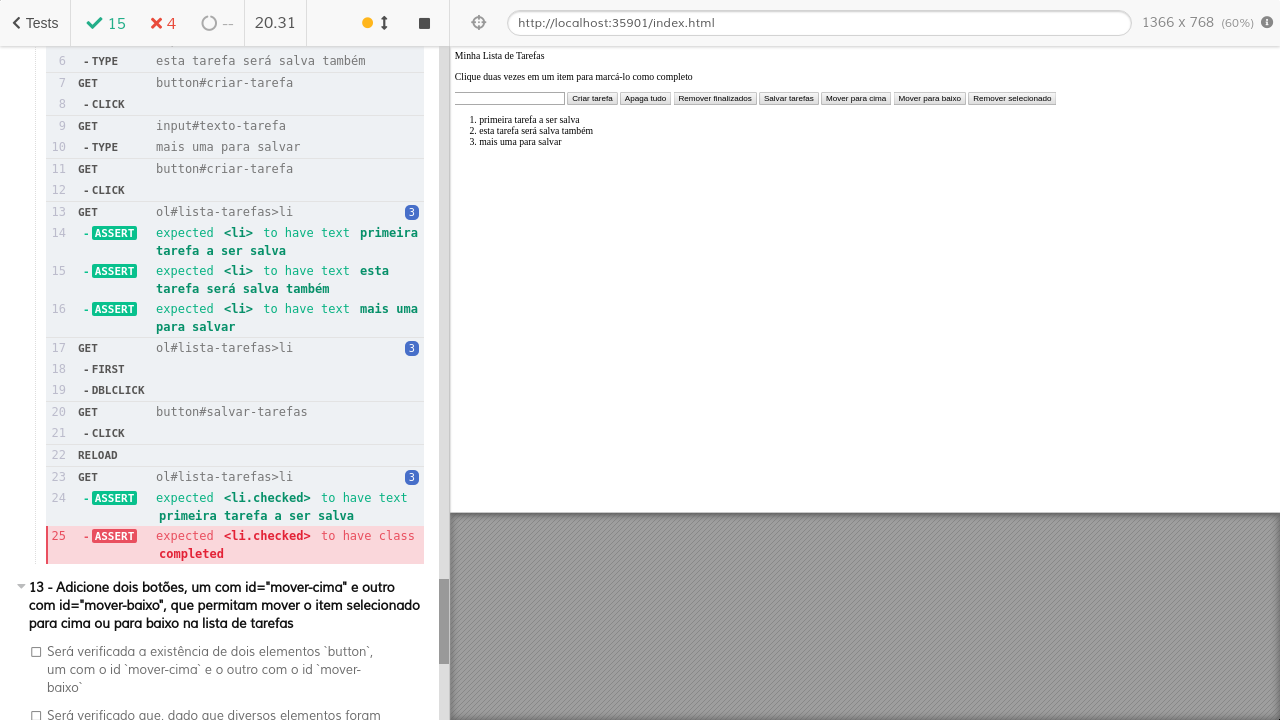 Tests 15 4 -- 20.31
6 - TYPE esta tarefa será salva também
7 GET button#criar-tarefa
8 - CLICK
9 GET input#texto-tarefa
10 - TYPE mais uma para salvar
11 GET button#criar-tarefa
12 - CLICK
13 GET ol#lista-tarefas>li 3
14 - ASSERT expected <li> to have text primeira
tarefa a ser salva
15 - ASSERT expected <li> to have text esta
tarefa será salva também
16 - ASSERT expected <li> to have text mais uma
para salvar
17 GET ol#lista-tarefas>li 3
18 - FIRST
19 - DBLCLICK
20 GET button#salvar-tarefas
21 - CLICK
22 RELOAD
23 GET ol#lista-tarefas>li 3
24 - ASSERT expected <li.checked> to have text
primeira tarefa a ser salva
25 - ASSERT expected <li.checked> to have class
completed
13 - Adicione dois botões, um com id="mover-cima" e outro
com id="mover-baixo", que permitam mover o item selecionado
para cima ou para baixo na lista de tarefas
Será verificada a existência de dois elementos `button`,
um com o id `mover-cima` e o outro com o id `mover-
baixo`
Será verificado que, dado que diversos elementos foram
http://localhost:35901/index.html 1366 x 768 (60%)
Minha Lista de Tarefas
Clique duas vezes em um item para marcá-lo como completo
Criar tarefa Apaga tudo Remover finalizados Salvar tarefas Mover para cima Mover para baixo Remover selecionado
1. primeira tarefa a ser salva
2. esta tarefa será salva também
3. mais uma para salvar